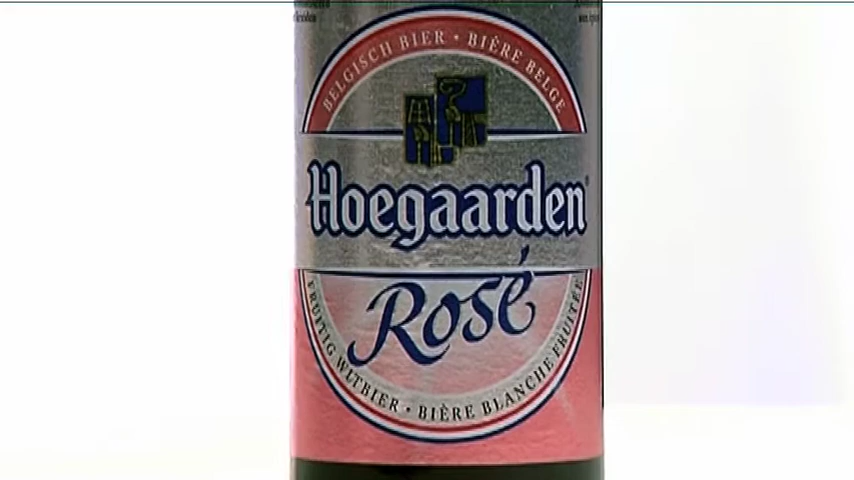 BELGISCH BIER • BIÈRE BELGE
Hoegaarden
Rosé
FRUITIG WITBIER • BIÈRE BLANCHE FRUITÉE